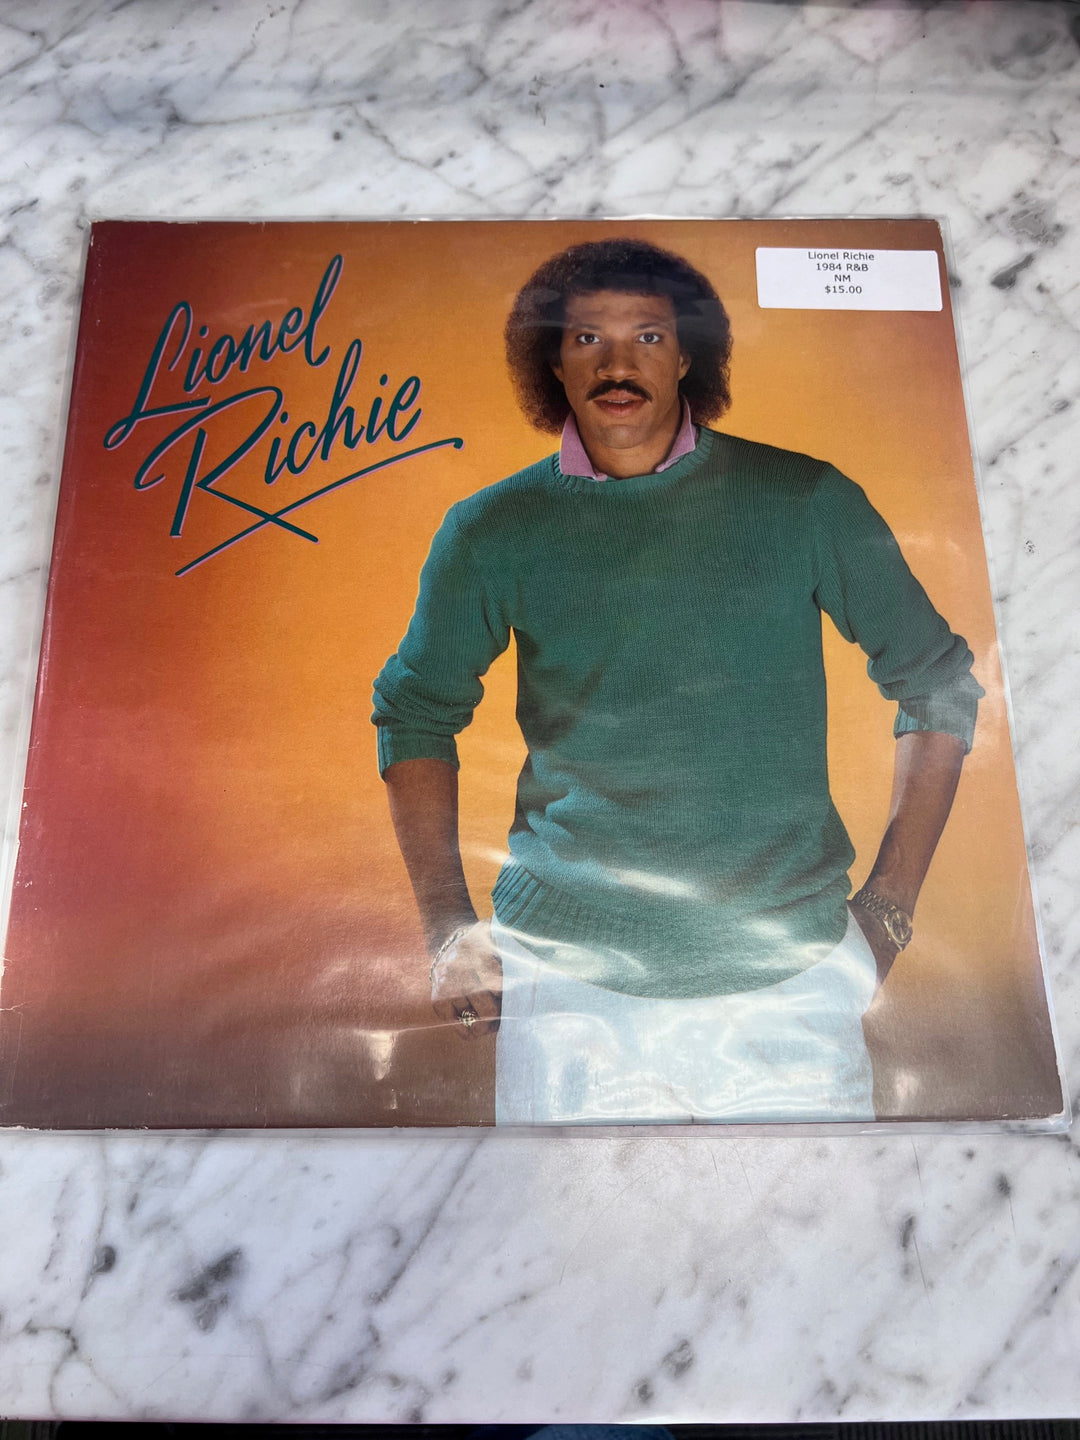 Lionel
Richie
Lionel Richie
1984 R&B
NM
$15.00